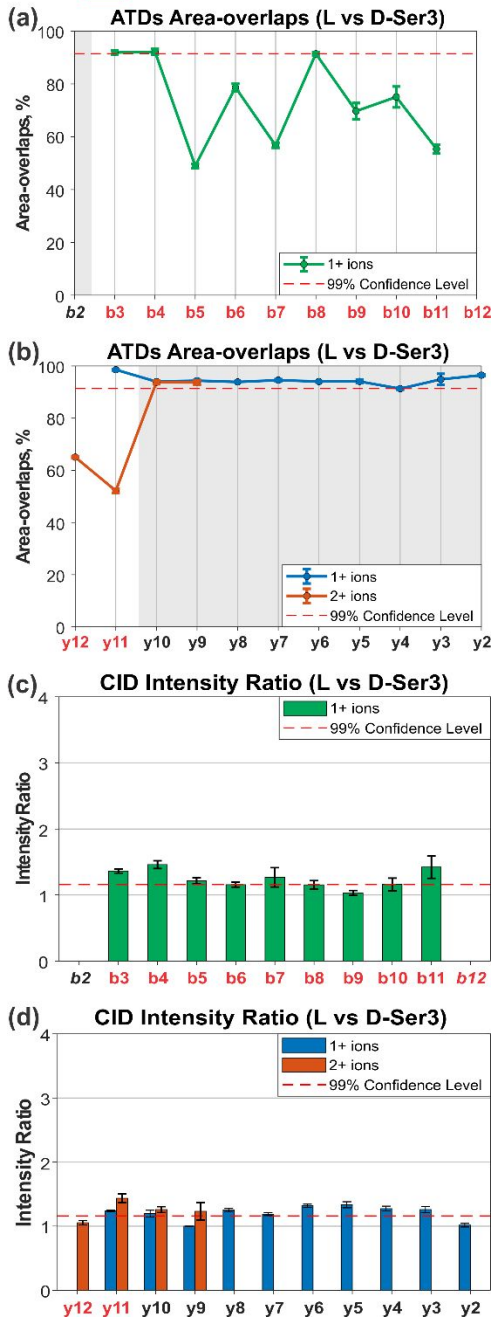 (a)
ATDs Area-overlaps (L vs D-Ser3)
Area-overlaps, %
100
80
60
40
20
0
1+ ions
99% Confidence Level
b2 b3 b4 b5 b6 b7 b8 b9 b10 b11 b12
(b)
ATDs Area-overlaps (L vs D-Ser3)
Area-overlaps, %
100
80
60
40
20
0
1+ ions
2+ ions
99% Confidence Level
y12 y11 y10 y9 y8 y7 y6 y5 y4 y3 y2
(c)
CID Intensity Ratio (L vs D-Ser3)
Intensity Ratio
4
3
2
1
0
1+ ions
99% Confidence Level
b2 b3 b4 b5 b6 b7 b8 b9 b10 b11 b12
(d)
CID Intensity Ratio (L vs D-Ser3)
Intensity Ratio
4
3
2
1
0
1+ ions
2+ ions
99% Confidence Level
y12 y11 y10 y9 y8 y7 y6 y5 y4 y3 y2